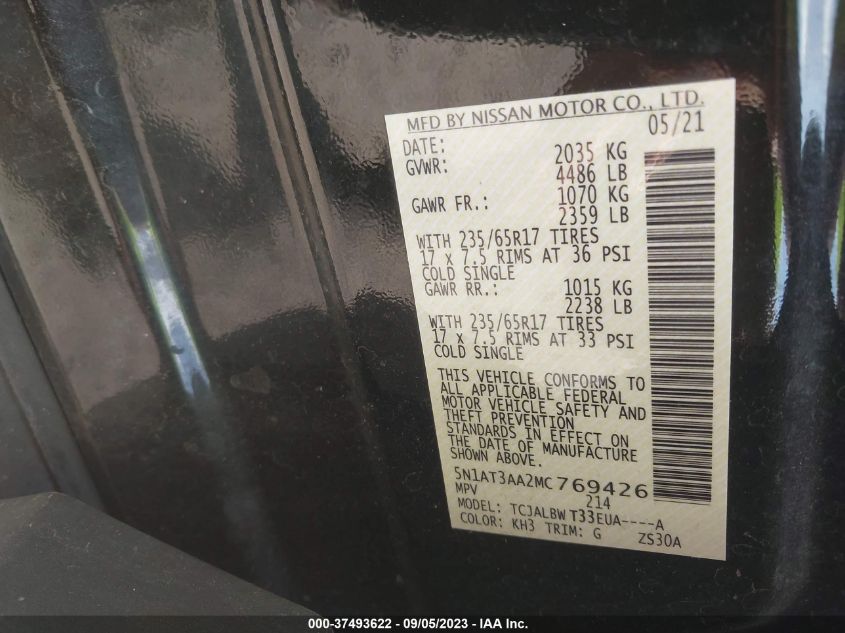 MFD BY NISSAN MOTOR CO., LTD.
DATE: 05/21
GVWR: 2035 KG
4486 LB
GAWR FR.: 1070 KG
2359 LB
WITH 235/65R17 TIRES
17 x 7.5 RIMS AT 36 PSI
COLD SINGLE
GAWR RR.: 1015 KG
2238 LB
WITH 235/65R17 TIRES
17 x 7.5 RIMS AT 33 PSI
COLD SINGLE
THIS VEHICLE CONFORMS TO
ALL APPLICABLE FEDERAL
MOTOR VEHICLE SAFETY AND
THEFT PREVENTION
STANDARDS IN EFFECT ON
THE DATE OF MANUFACTURE
SHOWN ABOVE.
5N1AT3AA2MC769426
MPV 214
MODEL: TCJALBW T33EUA----A
COLOR: KH3 TRIM: G ZS30A
000-37493622 - 09/05/2023 - IAA Inc.